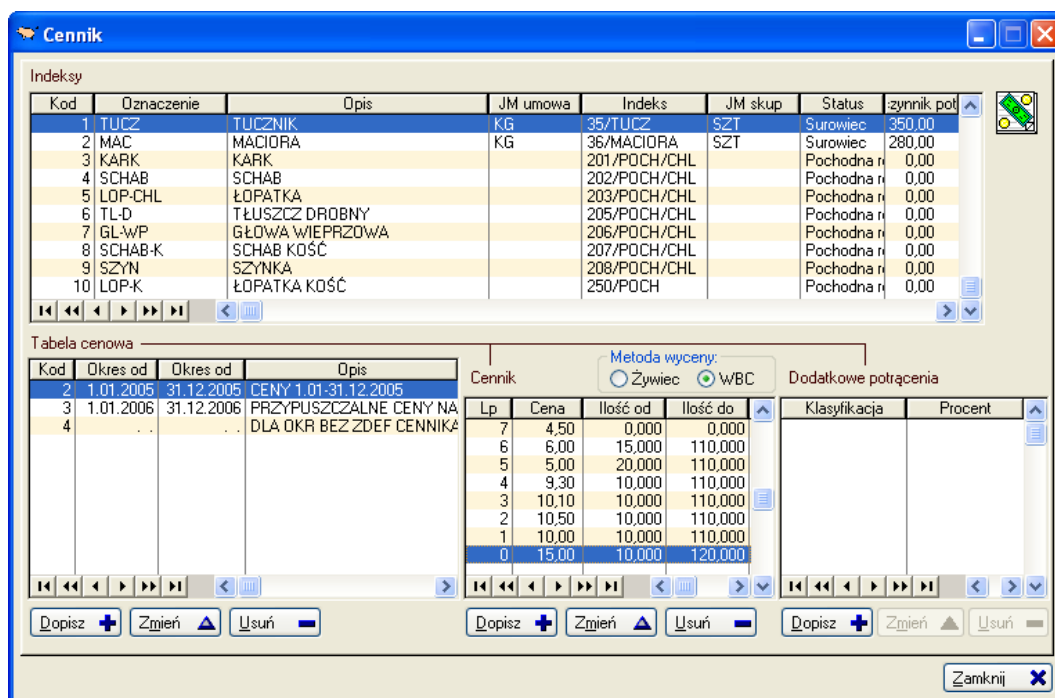 Cennik
Indeksy
Kod Oznaczenie Opis JM umowa Indeks JM skup Status zynnik pot
1 TUCZ TUCZNIK KG 35/TUCZ SZT Surowiec 350,00
2 MAC MACIORA KG 36/MACIORA SZT Surowiec 280,00
3 KARK KARK 201/POCH/CHL Pochodna r 0,00
4 SCHAB SCHAB 202/POCH/CHL Pochodna r 0,00
5 LOP-CHL ŁOPATKA 203/POCH/CHL Pochodna r 0,00
6 TL-D TŁUSZCZ DROBNY 205/POCH/CHL Pochodna r 0,00
7 GL-WP GŁOWA WIEPRZOWA 206/POCH/CHL Pochodna r 0,00
8 SCHAB-K SCHAB KOŚĆ 207/POCH/CHL Pochodna r 0,00
9 SZYN SZYNKA 208/POCH/CHL Pochodna r 0,00
10 LOP-K ŁOPATKA KOŚĆ 250/POCH Pochodna r 0,00
Tabela cenowa
Kod Okres od Okres od Opis
2 1.01.2005 31.12.2005 CENY 1.01-31.12.2005
3 1.01.2006 31.12.2006 PRZYPUSZCZALNE CENY NA
4 . . . . DLA OKR BEZ ZDEF CENNIKA
Dopisz Zmień Usuń
Cennik
Metoda wyceny:
Żywiec WBC
Lp Cena Ilość od Ilość do
7 4,50 0,000 0,000
6 6,00 15,000 110,000
5 5,00 20,000 110,000
4 9,30 10,000 110,000
3 10,10 10,000 110,000
2 10,50 10,000 110,000
1 10,00 10,000 110,000
0 15,00 10,000 120,000
Dopisz Zmień Usuń
Dodatkowe potrącenia
Klasyfikacja Procent
Dopisz Zmień Usuń
Zamknij